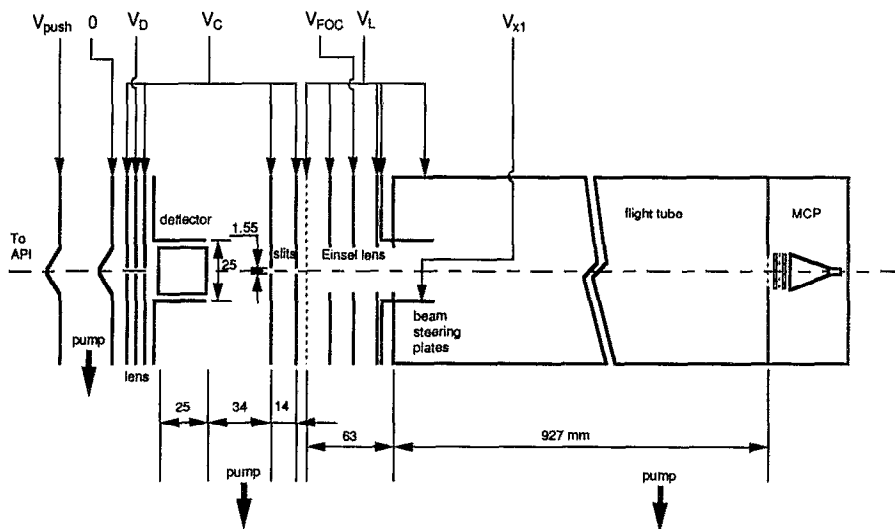 V_push 0 V_D V_C V_FOC V_L V_x1
deflector
flight tube
MCP
To
API
1.55
slits
Einsel lens
25
beam
steering
plates
pump
lens
25
34
14
63
927 mm
pump
pump